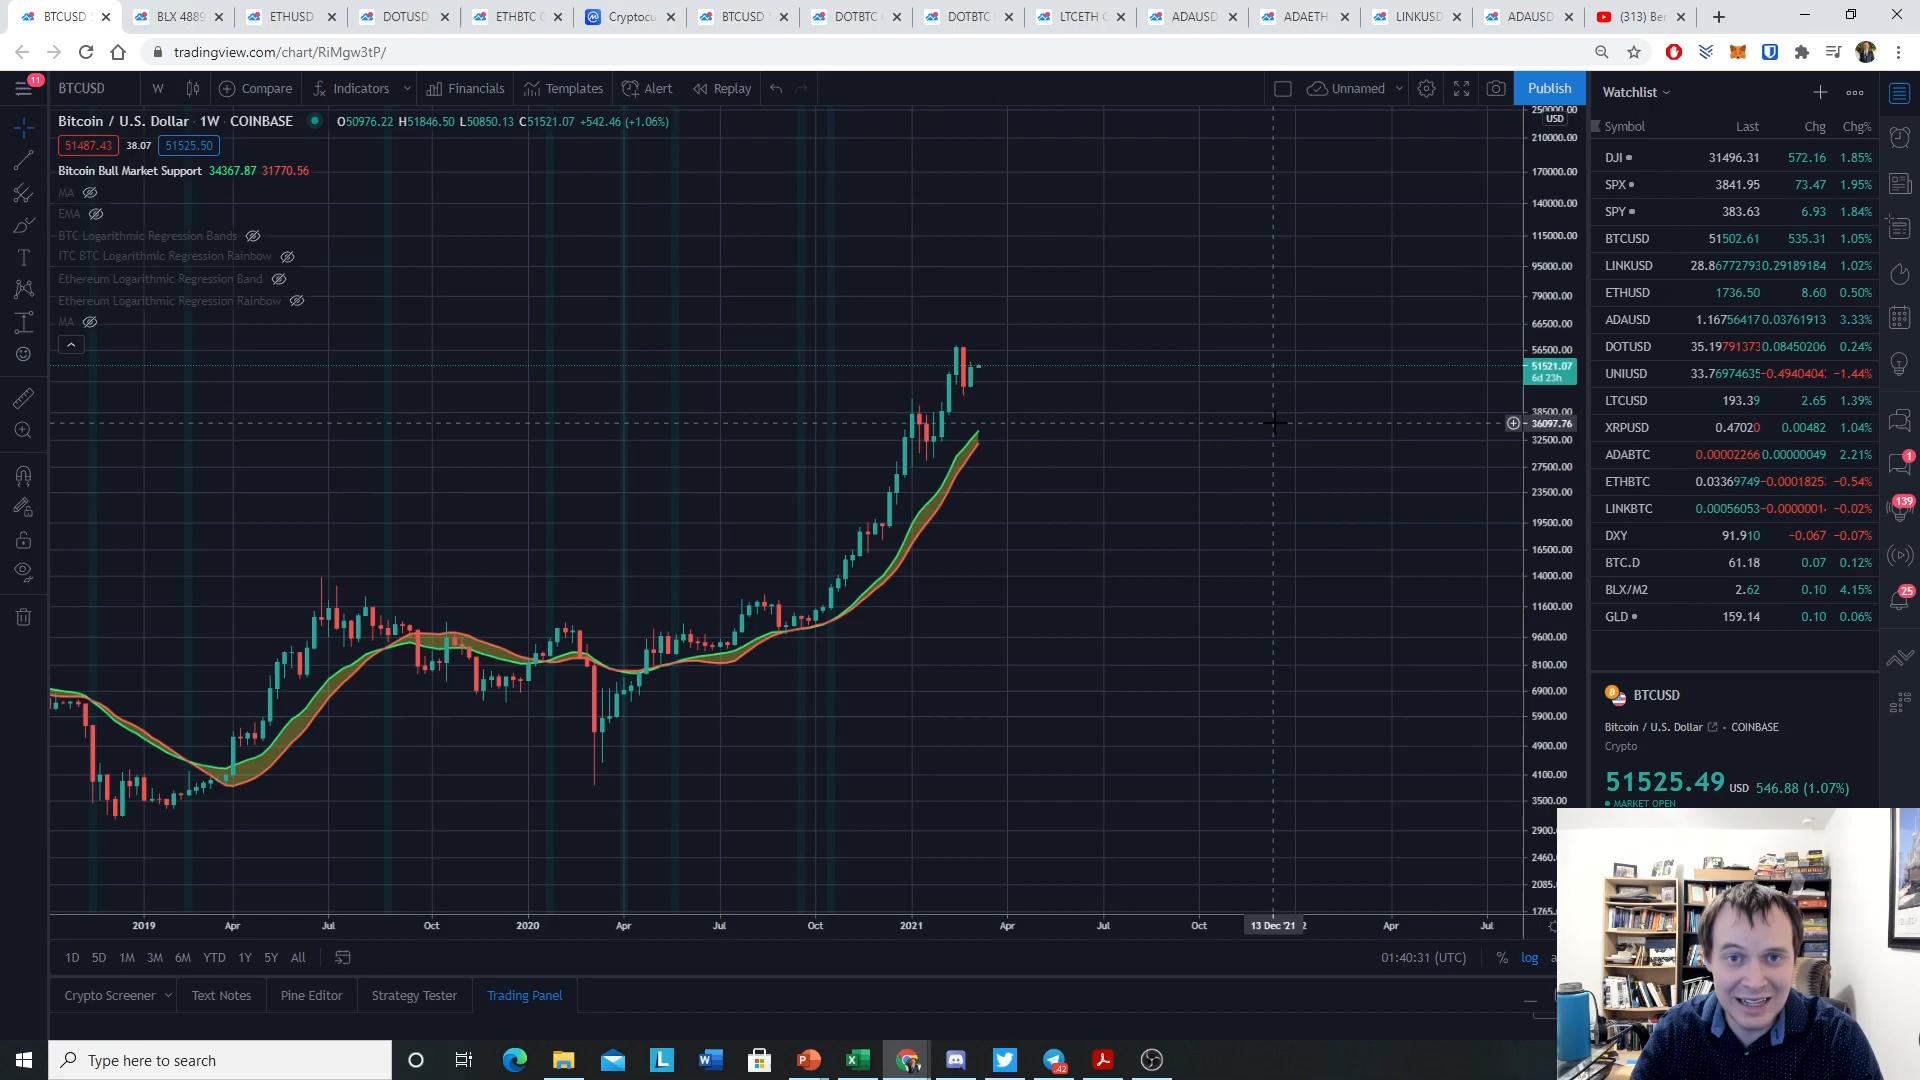 BTCUSD
BLX 4889
ETHUSD
DOTUSD
ETHBTC
Cryptocu
BTCUSD
DOTBTC
DOTBTC
LTCETH
ADAUSD
ADAETH
LINKUSD
ADAUSD
(313) Ber
tradingview.com/chart/RiMgw3tP/
11
BTCUSD
W
Compare
Indicators
Financials
Templates
Alert
Replay
Unnamed
Publish
Bitcoin / U.S. Dollar · 1W · COINBASE
O50976.22 H51846.50 L50850.13 C51521.07 +542.46 (+1.06%)
51487.43 38.07 51525.50
Bitcoin Bull Market Support 34367.87 31770.56
MA
EMA
BTC Logarithmic Regression Bands
ITC BTC Logarithmic Regression Rainbow
Ethereum Logarithmic Regression Band
Ethereum Logarithmic Regression Rainbow
MA
250000.00
USD
210000.00
170000.00
140000.00
115000.00
95000.00
79000.00
66500.00
56500.00
51521.07
6d 23h
38500.00
36097.76
32500.00
27500.00
23500.00
19500.00
16500.00
14000.00
11600.00
9600.00
8100.00
6900.00
5900.00
4900.00
4100.00
3500.00
2900.
2460.
2085.
1765.
2019 Apr Jul Oct 2020 Apr Jul Oct 2021 Apr Jul Oct 13 Dec '21 2 Apr Jul
1D 5D 1M 3M 6M YTD 1Y 5Y All
01:40:31 (UTC) % log a
Crypto Screener
Text Notes
Pine Editor
Strategy Tester
Trading Panel
Watchlist
Symbol Last Chg Chg%
DJI 31496.31 572.16 1.85%
SPX 3841.95 73.47 1.95%
SPY 383.63 6.93 1.84%
BTCUSD 51502.61 535.31 1.05%
LINKUSD 28.86772793 0.29189184 1.02%
ETHUSD 1736.50 8.60 0.50%
ADAUSD 1.16756417 0.03761913 3.33%
DOTUSD 35.19791373 0.08450206 0.24%
UNIUSD 33.76974635 −0.4940404 −1.44%
LTCUSD 193.39 2.65 1.39%
XRPUSD 0.47020 0.00482 1.04%
ADABTC 0.00002266 0.00000049 2.21%
ETHBTC 0.03369749 −0.0001825 −0.54%
LINKBTC 0.00056053 −0.0000001 −0.02%
DXY 91.910 −0.067 −0.07%
BTC.D 61.18 0.07 0.12%
BLX/M2 2.62 0.10 4.15%
GLD 159.14 0.10 0.06%
1
139
25
BTCUSD
Bitcoin / U.S. Dollar - COINBASE
Crypto
51525.49 USD 546.88 (1.07%)
MARKET OPEN
Type here to search
42